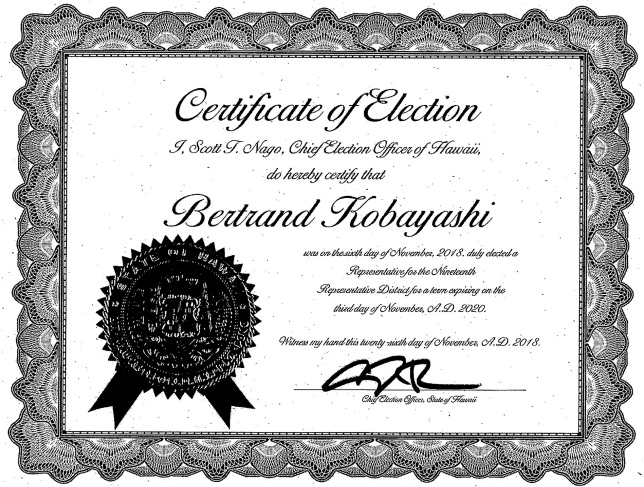 Certificate of Election
I, Scott T. Nago, Chief Election Officer of Hawaii,
do hereby certify that
Bertrand Kobayashi
was on the sixth day of November, 2018, duly elected a
Representative for the Nineteenth
Representative District for a term expiring on the
third day of November, A.D. 2020.
Witness my hand this twenty-sixth day of November, A.D. 2018.
Chief Election Officer, State of Hawaii
STATE OF HAWAII